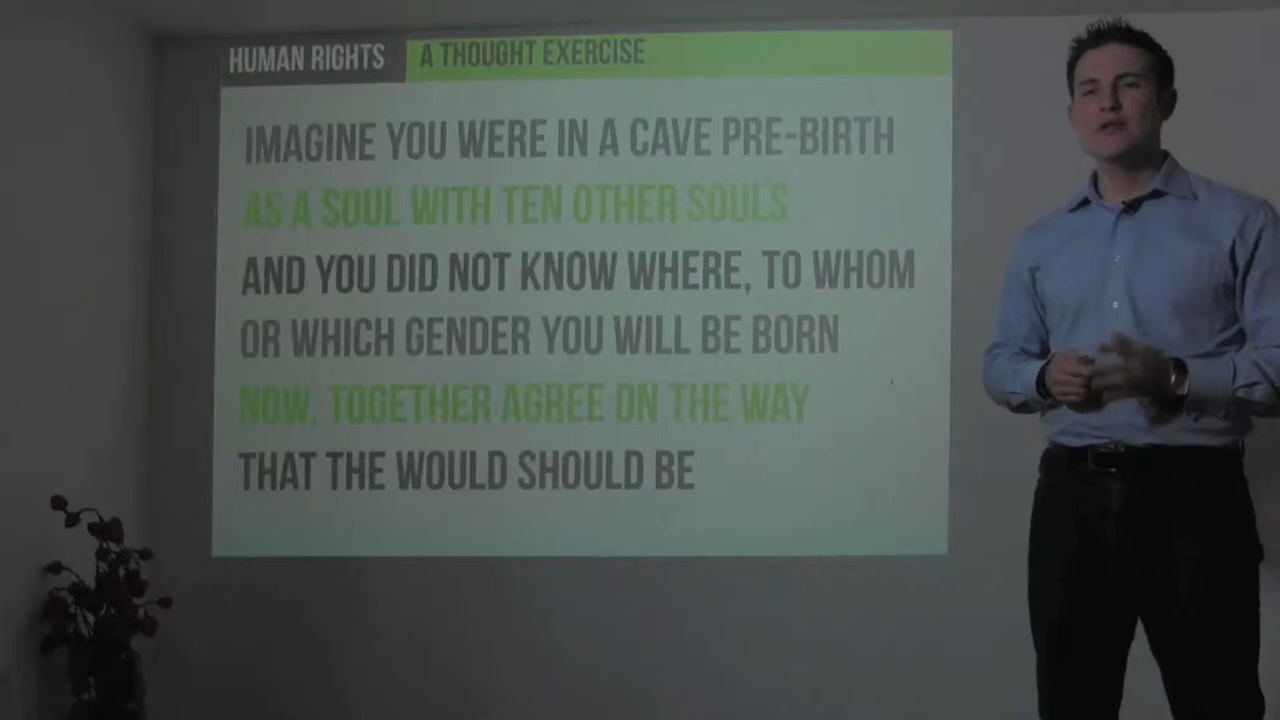 HUMAN RIGHTS A THOUGHT EXERCISE
IMAGINE YOU WERE IN A CAVE PRE-BIRTH
AS A SOUL WITH TEN OTHER SOULS
AND YOU DID NOT KNOW WHERE, TO WHOM
OR WHICH GENDER YOU WILL BE BORN
NOW, TOGETHER AGREE ON THE WAY
THAT THE WOULD SHOULD BE